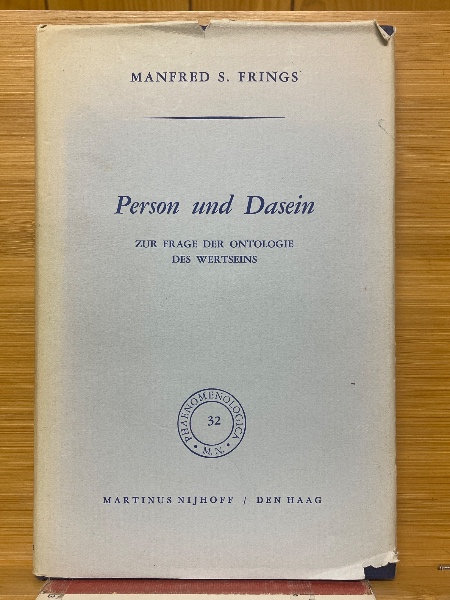 MANFRED S. FRINGS
Person und Dasein
ZUR FRAGE DER ONTOLOGIE
DES WERTSEINS
PHAENOMENOLOGICA
32
M. N.
MARTINUS NIJHOFF / DEN HAAG